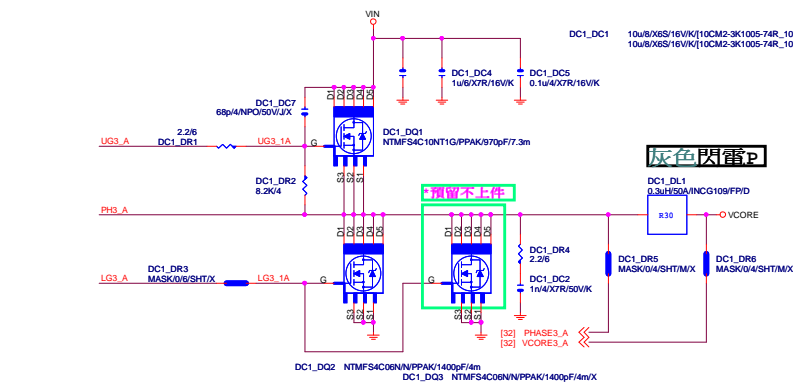 VIN
DC1_DC1 10u/8/X6S/16V/K/[10CM2-3K1005-74R_10
10u/8/X6S/16V/K/[10CM2-3K1005-74R_10
DC1_DC4
1u/6/X7R/16V/K
DC1_DC5
0.1u/4/X7R/16V/K
D1 D2 D3 D4 D5
DC1_DC7
68p/4/NPO/50V/J/X
UG3_A
2.2/6
DC1_DR1
UG3_1A
G
DC1_DQ1
NTMFS4C10NT1G/PPAK/970pF/7.3m
S3 S2 S1
灰色閃電P
DC1_DR2
8.2K/4
*預留不上件
DC1_DL1
0.3uH/50A/INCG109/FP/D
R30
PH3_A
VCORE
D1 D2 D3 D4 D5
D1 D2 D3 D4 D5
DC1_DR4
2.2/6
DC1_DR5
MASK/0/4/SHT/M/X
DC1_DR6
MASK/0/4/SHT/M/X
DC1_DR3
MASK/0/6/SHT/X
LG3_A
LG3_1A
G
G
DC1_DC2
1n/4/X7R/50V/K
S3 S2 S1
S3 S2 S1
[32] PHASE3_A
[32] VCORE3_A
DC1_DQ2 NTMFS4C06N/N/PPAK/1400pF/4m
DC1_DQ3 NTMFS4C06N/N/PPAK/1400pF/4m/X